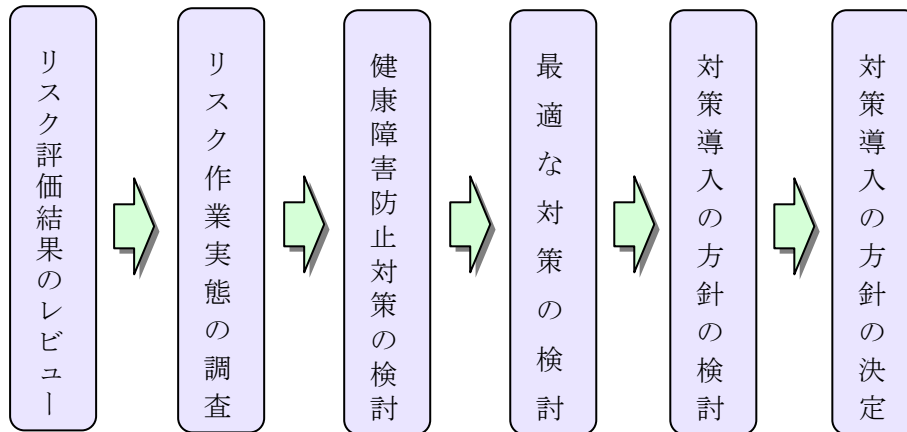 リスク評価結果のレビュー
リスク作業実態の調査
健康障害防止対策の検討
最適な対策の検討
対策導入の方針の検討
対策導入の方針の決定